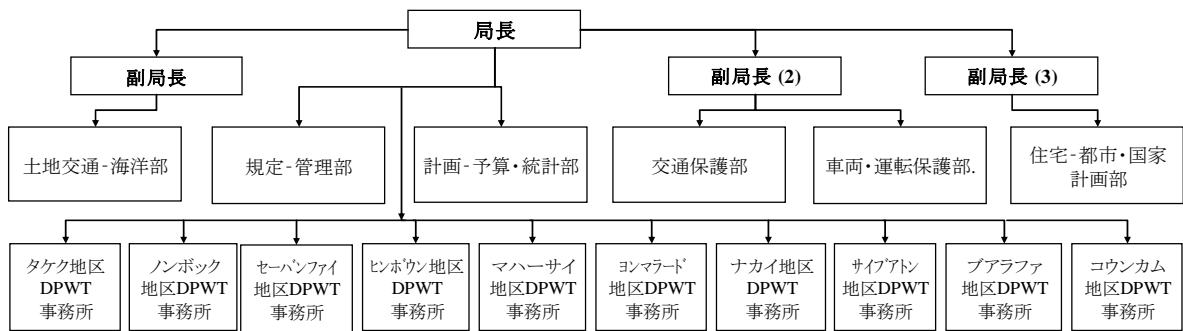 局長
副局長
副局長 (2)
副局長 (3)
土地交通-海洋部
規定-管理部
計画-予算・統計部
交通保護部
車両・運転保護部.
住宅-都市・国家
計画部
タケク地区
DPWT
事務所
ノンボック
地区DPWT
事務所
セーバンファイ
地区DPWT
事務所
ヒンボウン地区
DPWT
事務所
マハーサイ
地区DPWT
事務所
ヨンマラード
地区DPWT
事務所
ナカイ地区
DPWT
事務所
サイブアトン
地区DPWT
事務所
ブアラファ
地区DPWT
事務所
コウンカム
地区DPWT
事務所